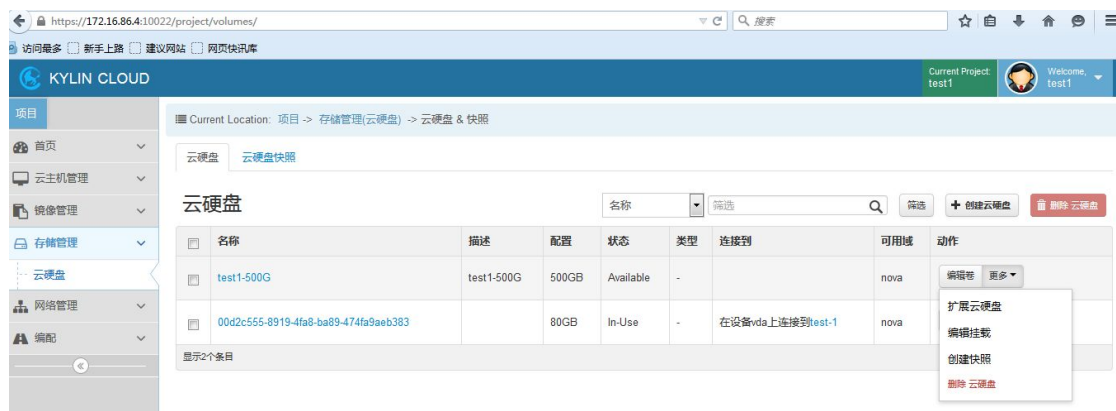 https://172.16.86.4:10022/project/volumes/
搜索
访问最多 新手上路 建议网站 网页快讯库
KYLIN CLOUD
Current Project:
test1
Welcome,
test1
项目
Current Location: 项目 -> 存储管理(云硬盘) -> 云硬盘 & 快照
首页
云主机管理
镜像管理
存储管理
云硬盘
网络管理
编配
云硬盘 云硬盘快照
云硬盘
名称 筛选 筛选 创建云硬盘 删除 云硬盘
名称 描述 配置 状态 类型 连接到 可用域 动作
test1-500G test1-500G 500GB Available - nova 编辑卷 更多
00d2c555-8919-4fa8-ba89-474fa9aeb383 80GB In-Use - 在设备vda上连接到test-1 nova
显示2个条目
扩展云硬盘
编辑挂载
创建快照
删除 云硬盘